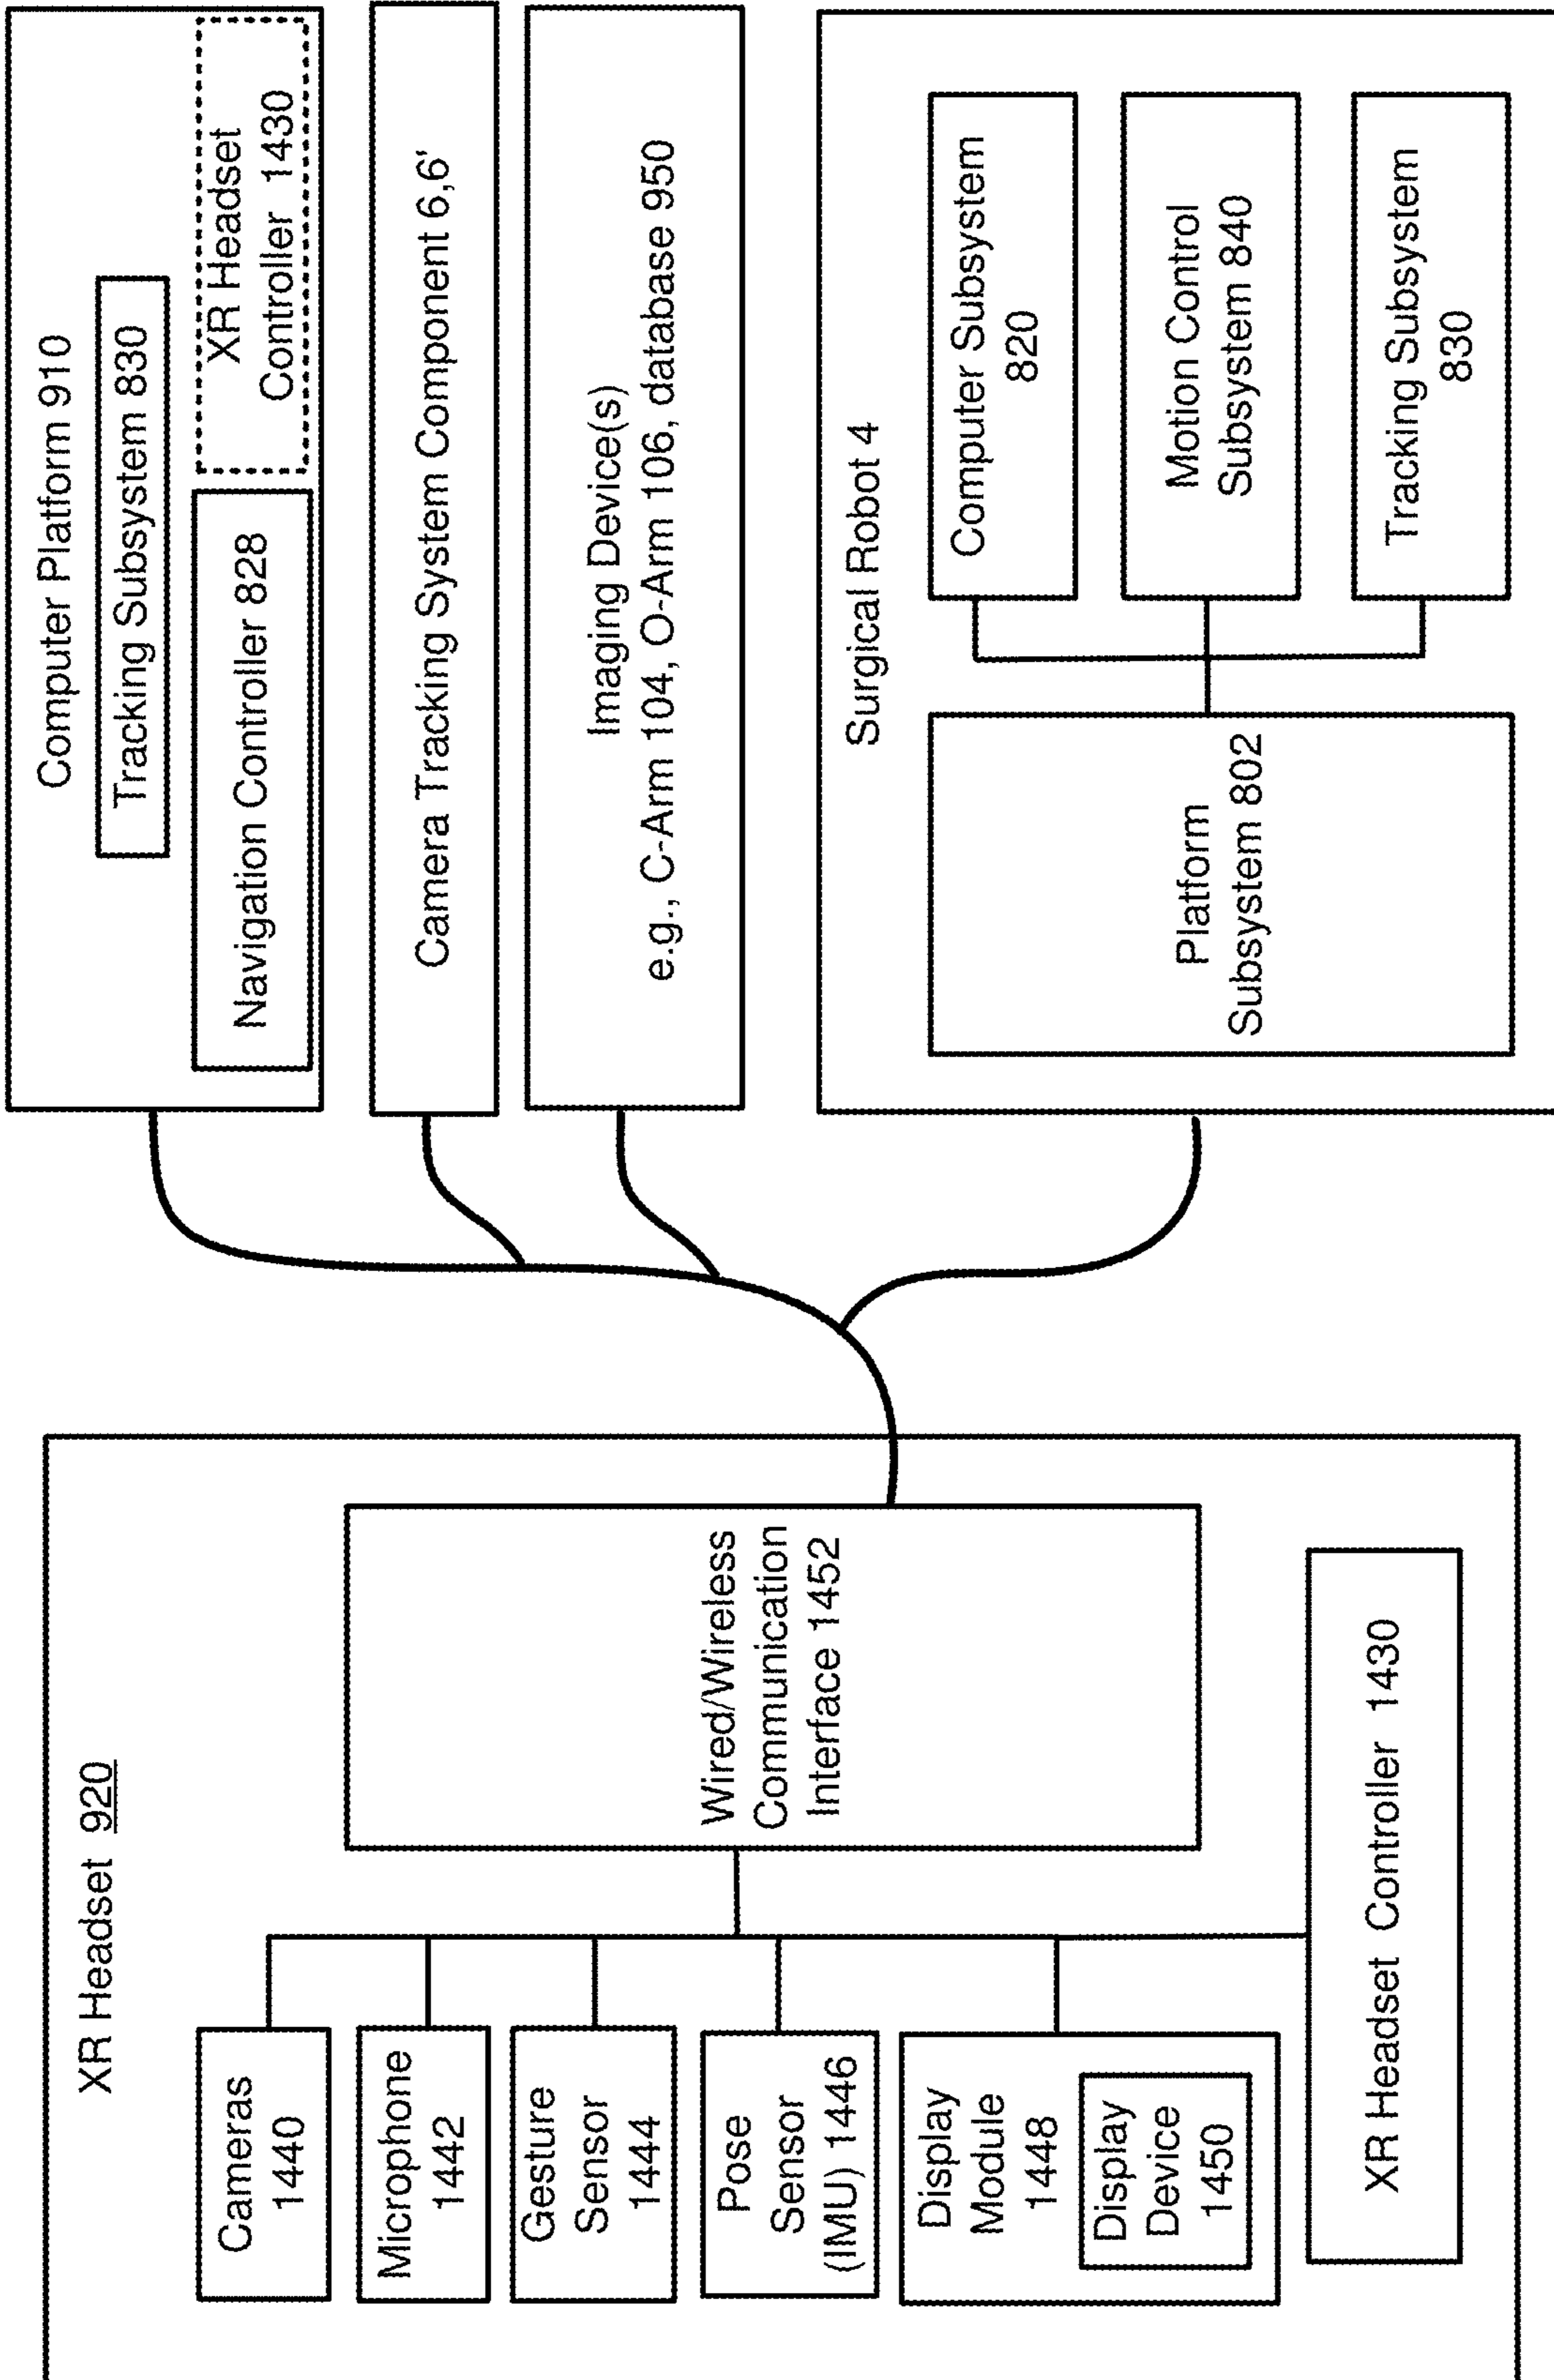 XR Headset 920
Cameras
1440
Microphone
1442
Gesture
Sensor
1444
Pose
Sensor
(IMU) 1446
Display
Module
1448
Display
Device
1450
Wired/Wireless
Communication
Interface 1452
XR Headset Controller 1430
Computer Platform 910
Tracking Subsystem 830
Navigation Controller 828
XR Headset
Controller 1430
Camera Tracking System Component 6,6'
Imaging Device(s)
e.g., C-Arm 104, O-Arm 106, database 950
Surgical Robot 4
Platform
Subsystem 802
Computer Subsystem
820
Motion Control
Subsystem 840
Tracking Subsystem
830